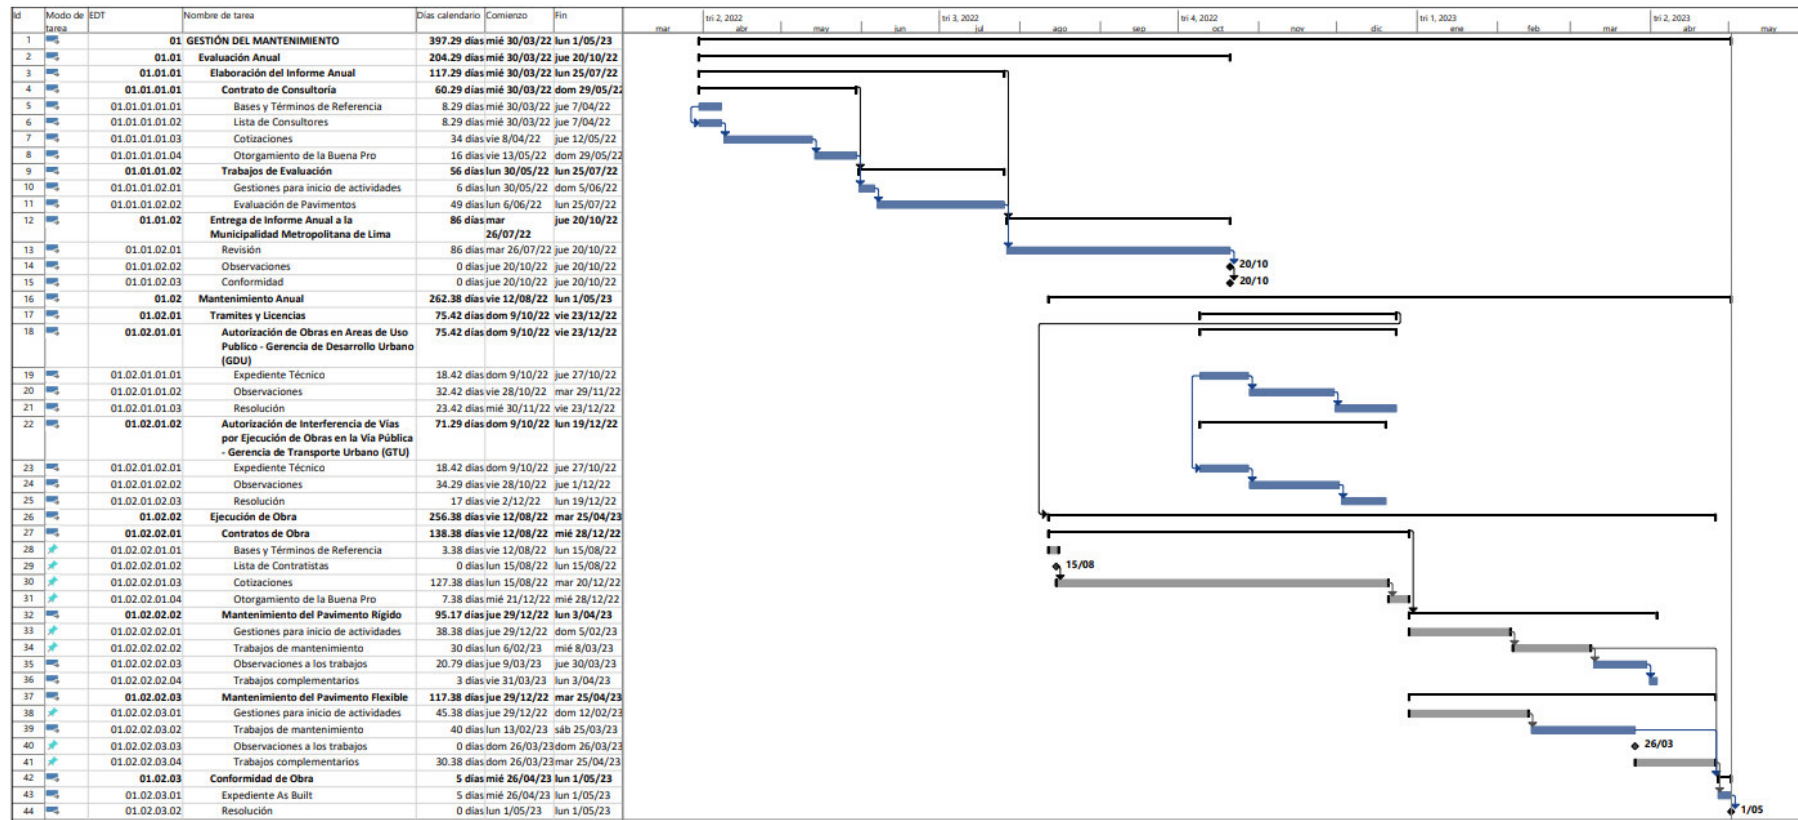 Id Modo de tarea EDT Nombre de tarea Días calendario Comienzo Fin
tri 2, 2022 tri 3, 2022 tri 4, 2022 tri 1, 2023 tri 2, 2023
mar abr may jun jul ago sep oct nov dic ene feb mar abr may
1 01 GESTIÓN DEL MANTENIMIENTO 397.29 días mié 30/03/22 lun 1/05/23
2 01.01 Evaluación Anual 204.29 días mié 30/03/22 jue 20/10/22
3 01.01.01 Elaboración del Informe Anual 117.29 días mié 30/03/22 lun 25/07/22
4 01.01.01.01 Contrato de Consultoría 60.29 días mié 30/03/22 dom 29/05/22
5 01.01.01.01.01 Bases y Términos de Referencia 8.29 días mié 30/03/22 jue 7/04/22
6 01.01.01.01.02 Lista de Consultores 8.29 días mié 30/03/22 jue 7/04/22
7 01.01.01.01.03 Cotizaciones 34 días vie 8/04/22 jue 12/05/22
8 01.01.01.01.04 Otorgamiento de la Buena Pro 16 días vie 13/05/22 dom 29/05/22
9 01.01.01.02 Trabajos de Evaluación 56 días lun 30/05/22 lun 25/07/22
10 01.01.01.02.01 Gestiones para inicio de actividades 6 días lun 30/05/22 dom 5/06/22
11 01.01.01.02.02 Evaluación de Pavimentos 49 días lun 6/06/22 lun 25/07/22
12 01.01.02 Entrega de Informe Anual a la 86 días mar jue 20/10/22
Municipalidad Metropolitana de Lima 26/07/22
13 01.01.02.01 Revisión 86 días mar 26/07/22 jue 20/10/22
14 01.01.02.02 Observaciones 0 días jue 20/10/22 jue 20/10/22 20/10
15 01.01.02.03 Conformidad 0 días jue 20/10/22 jue 20/10/22 20/10
16 01.02 Mantenimiento Anual 262.38 días vie 12/08/22 lun 1/05/23
17 01.02.01 Tramites y Licencias 75.42 días dom 9/10/22 vie 23/12/22
18 01.02.01.01 Autorización de Obras en Areas de Uso 75.42 días dom 9/10/22 vie 23/12/22
Publico - Gerencia de Desarrollo Urbano
(GDU)
19 01.02.01.01.01 Expediente Técnico 18.42 días dom 9/10/22 jue 27/10/22
20 01.02.01.01.02 Observaciones 32.42 días vie 28/10/22 mar 29/11/22
21 01.02.01.01.03 Resolución 23.42 días mié 30/11/22 vie 23/12/22
22 01.02.01.02 Autorización de Interferencia de Vías 71.29 días dom 9/10/22 lun 19/12/22
por Ejecución de Obras en la Vía Pública
- Gerencia de Transporte Urbano (GTU)
23 01.02.01.02.01 Expediente Técnico 18.42 días dom 9/10/22 jue 27/10/22
24 01.02.01.02.02 Observaciones 34.29 días vie 28/10/22 jue 1/12/22
25 01.02.01.02.03 Resolución 17 días vie 2/12/22 lun 19/12/22
26 01.02.02 Ejecución de Obra 256.38 días vie 12/08/22 mar 25/04/23
27 01.02.02.01 Contratos de Obra 138.38 días vie 12/08/22 mié 28/12/22
28 01.02.02.01.01 Bases y Términos de Referencia 3.38 días vie 12/08/22 lun 15/08/22
29 01.02.02.01.02 Lista de Contratistas 0 días lun 15/08/22 lun 15/08/22 15/08
30 01.02.02.01.03 Cotizaciones 127.38 días lun 15/08/22 mar 20/12/22
31 01.02.02.01.04 Otorgamiento de la Buena Pro 7.38 días mié 21/12/22 mié 28/12/22
32 01.02.02.02 Mantenimiento del Pavimento Rígido 95.17 días jue 29/12/22 lun 3/04/23
33 01.02.02.02.01 Gestiones para inicio de actividades 38.38 días jue 29/12/22 dom 5/02/23
34 01.02.02.02.02 Trabajos de mantenimiento 30 días lun 6/02/23 mié 8/03/23
35 01.02.02.02.03 Observaciones a los trabajos 20.79 días jue 9/03/23 jue 30/03/23
36 01.02.02.02.04 Trabajos complementarios 3 días vie 31/03/23 lun 3/04/23
37 01.02.02.03 Mantenimiento del Pavimento Flexible 117.38 días jue 29/12/22 mar 25/04/23
38 01.02.02.03.01 Gestiones para inicio de actividades 45.38 días jue 29/12/22 dom 12/02/23
39 01.02.02.03.02 Trabajos de mantenimiento 40 días lun 13/02/23 sáb 25/03/23
40 01.02.02.03.03 Observaciones a los trabajos 0 días dom 26/03/23 dom 26/03/23 26/03
41 01.02.02.03.04 Trabajos complementarios 30.38 días dom 26/03/23 mar 25/04/23
42 01.02.03 Conformidad de Obra 5 días mié 26/04/23 lun 1/05/23
43 01.02.03.01 Expediente As Built 5 días mié 26/04/23 lun 1/05/23
44 01.02.03.02 Resolución 0 días lun 1/05/23 lun 1/05/23 1/05